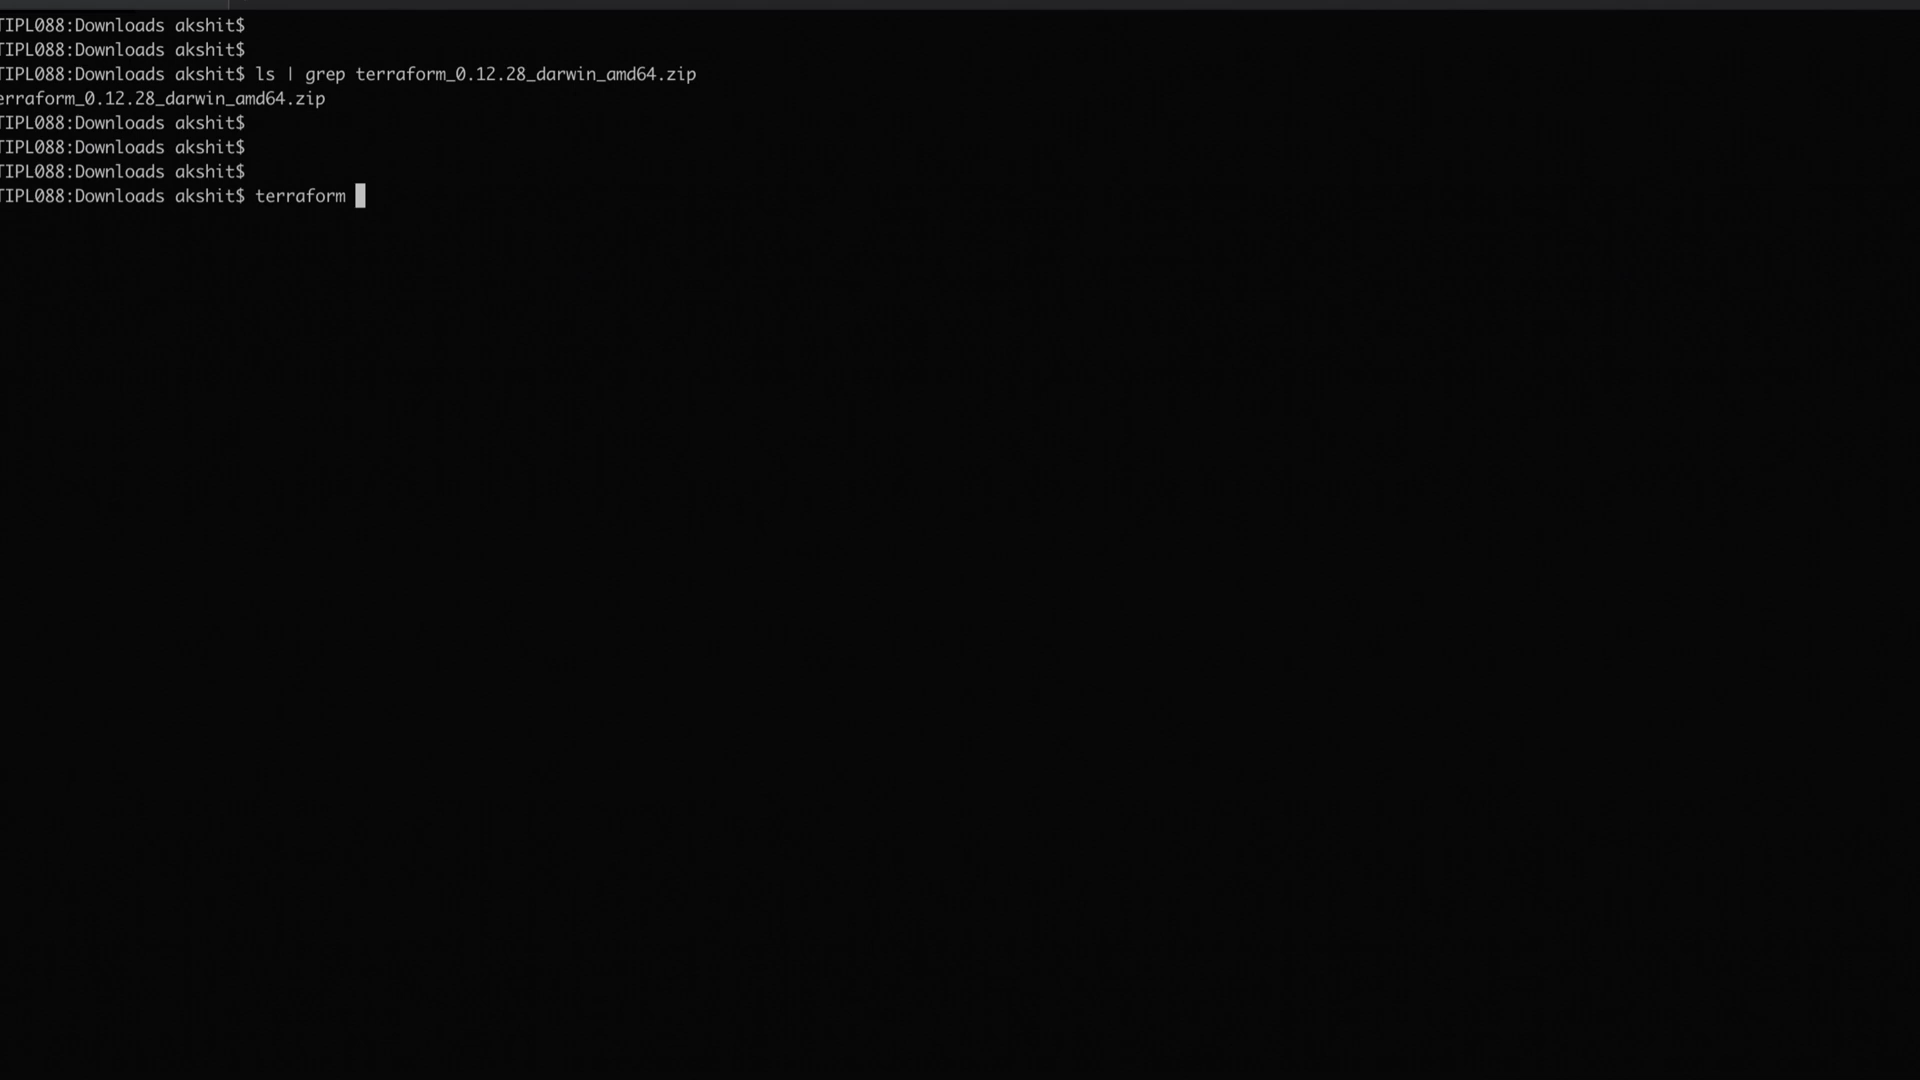 TIPL088:Downloads akshit$
TIPL088:Downloads akshit$
TIPL088:Downloads akshit$ ls | grep terraform_0.12.28_darwin_amd64.zip
erraform_0.12.28_darwin_amd64.zip
TIPL088:Downloads akshit$
TIPL088:Downloads akshit$
TIPL088:Downloads akshit$
TIPL088:Downloads akshit$ terraform